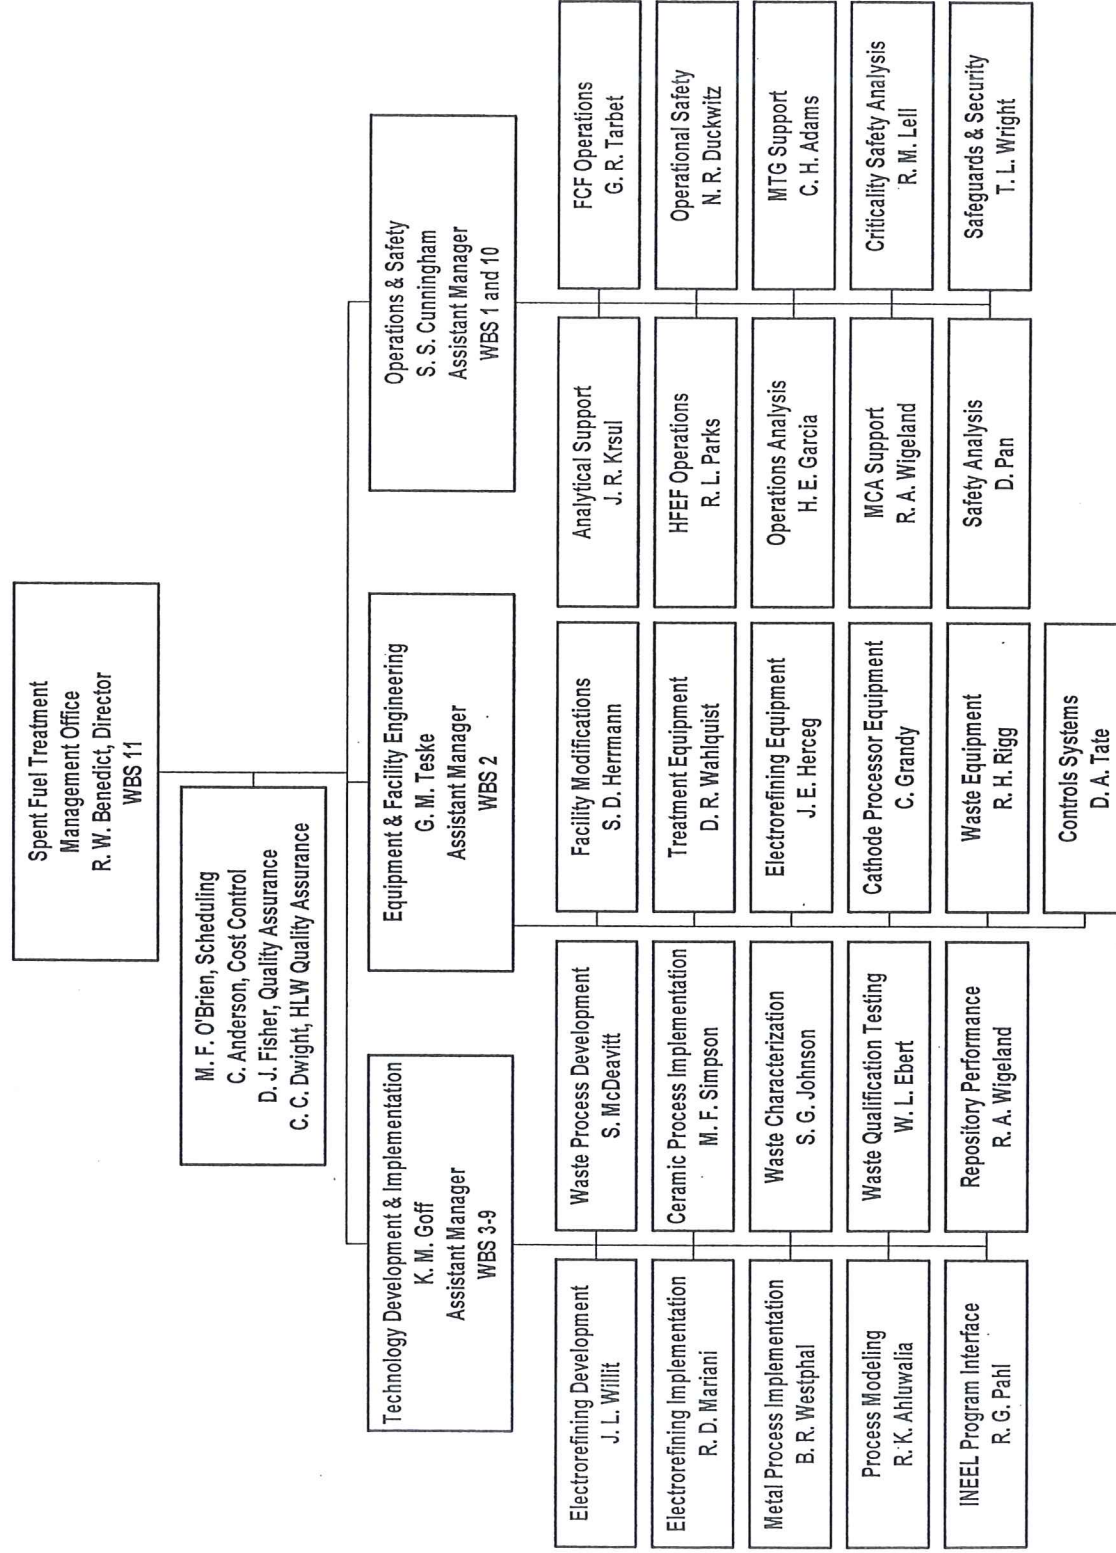 Spent Fuel Treatment
Management Office
R. W. Benedict, Director
WBS 11
M. F. O'Brien, Scheduling
C. Anderson, Cost Control
D. J. Fisher, Quality Assurance
C. C. Dwight, HLW Quality Assurance
Technology Development & Implementation
K. M. Goff
Assistant Manager
WBS 3-9
Equipment & Facility Engineering
G. M. Teske
Assistant Manager
WBS 2
Operations & Safety
S. S. Cunningham
Assistant Manager
WBS 1 and 10
Electrorefining Development
J. L. Willit
Waste Process Development
S. McDeavitt
Electrorefining Implementation
R. D. Mariani
Ceramic Process Implementation
M. F. Simpson
Metal Process Implementation
B. R. Westphal
Waste Characterization
S. G. Johnson
Process Modeling
R. K. Ahluwalia
Waste Qualification Testing
W. L. Ebert
INEEL Program Interface
R. G. Pahl
Repository Performance
R. A. Wigeland
Facility Modifications
S. D. Herrmann
Treatment Equipment
D. R. Wahlquist
Electrorefining Equipment
J. E. Herceg
Cathode Processor Equipment
C. Grandy
Waste Equipment
R. H. Rigg
Controls Systems
D. A. Tate
Analytical Support
J. R. Krsul
FCF Operations
G. R. Tarbet
HFEF Operations
R. L. Parks
Operational Safety
N. R. Duckwitz
Operations Analysis
H. E. Garcia
MTG Support
C. H. Adams
MCA Support
R. A. Wigeland
Criticality Safety Analysis
R. M. Lell
Safety Analysis
D. Pan
Safeguards & Security
T. L. Wright